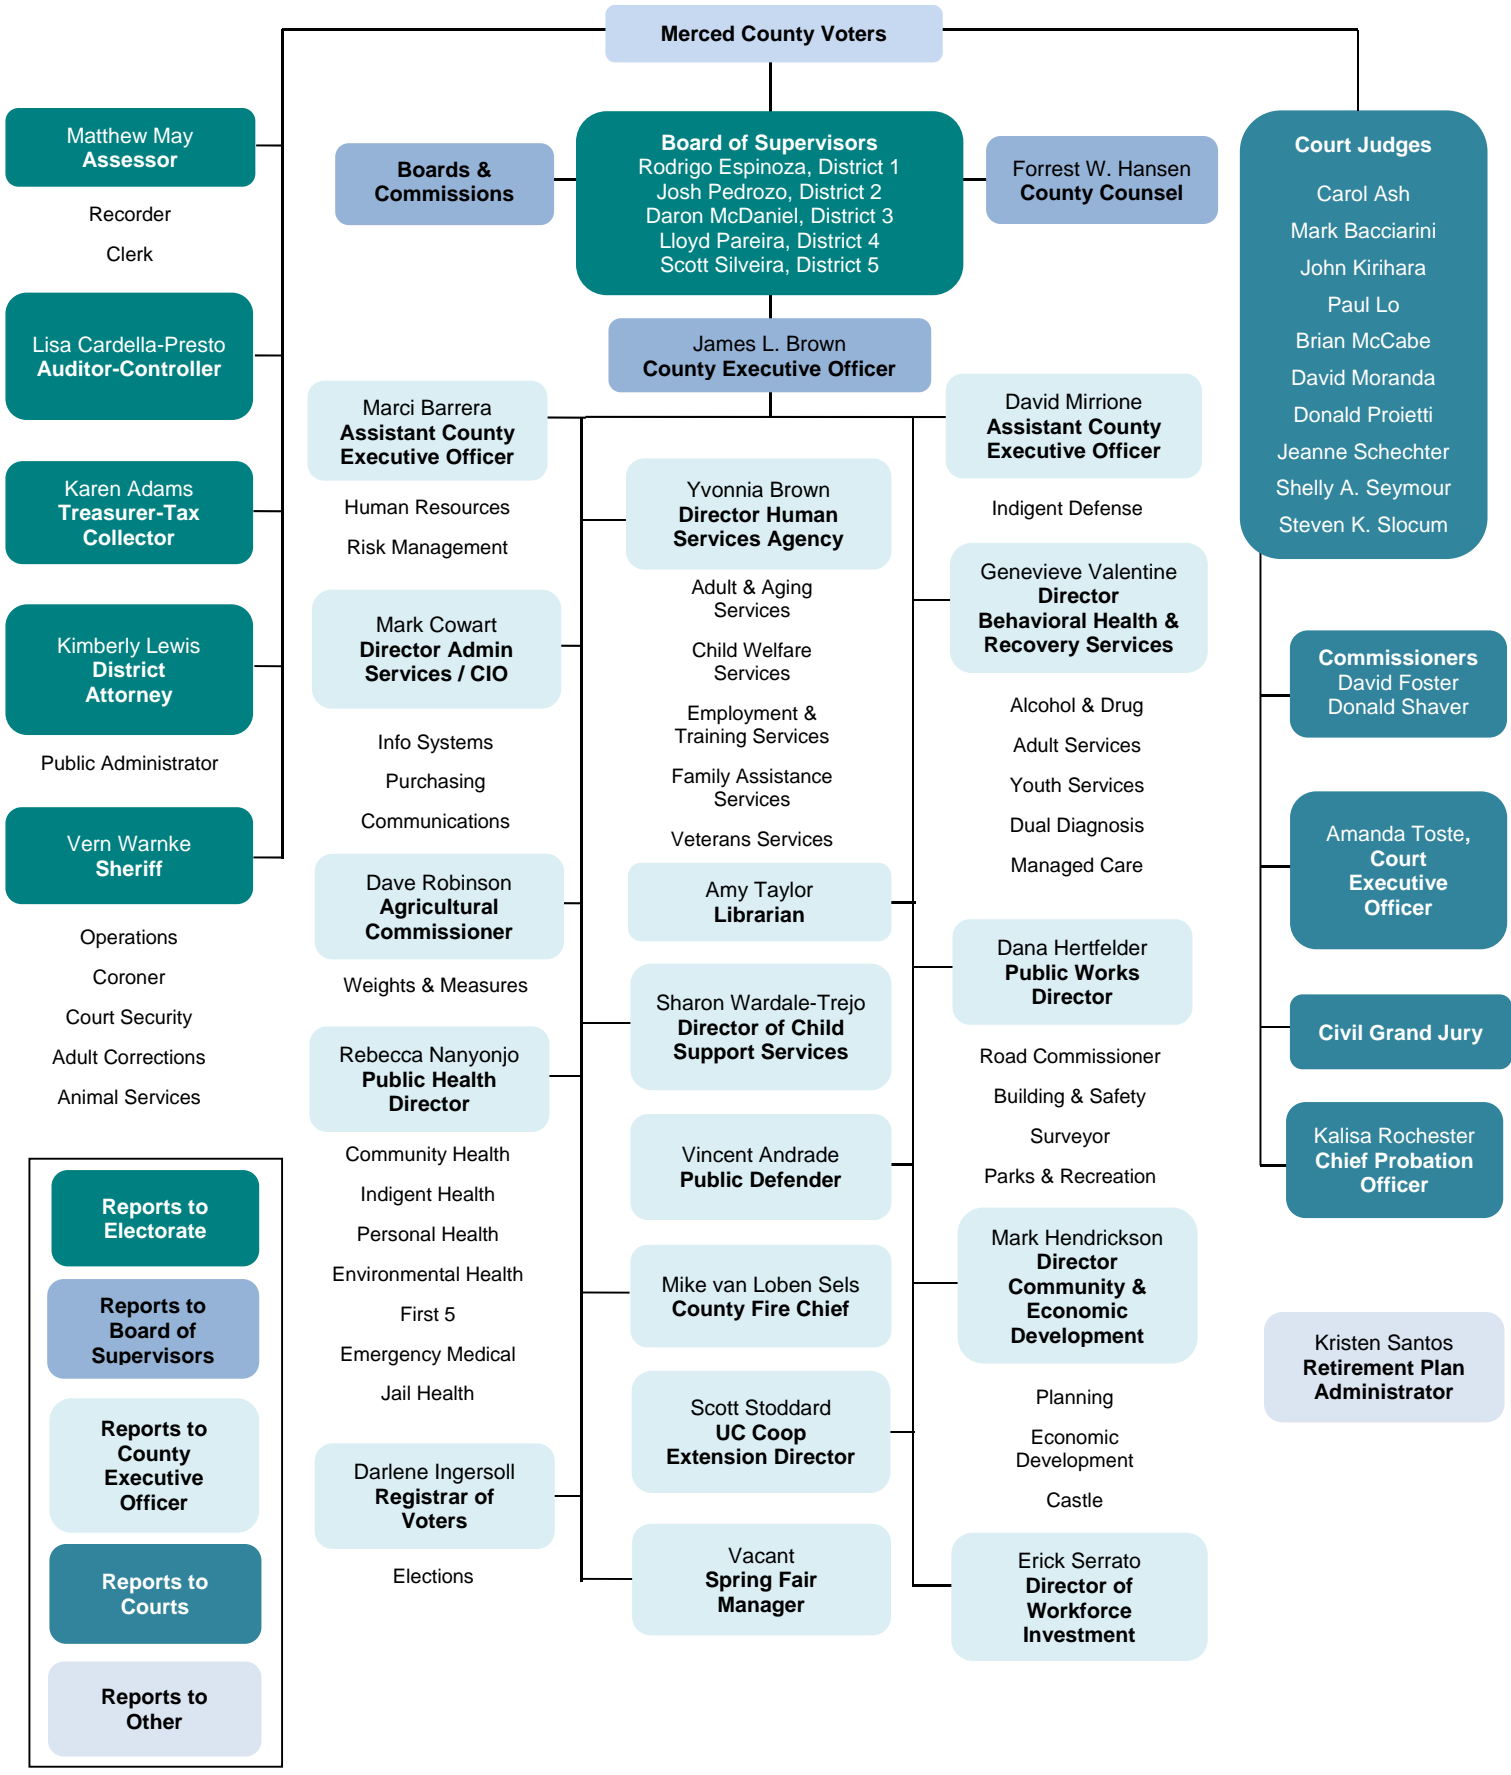 Merced County Voters
Matthew May
Assessor
Recorder
Clerk
Lisa Cardella-Presto
Auditor-Controller
Karen Adams
Treasurer-Tax
Collector
Kimberly Lewis
District
Attorney
Public Administrator
Vern Warnke
Sheriff
Operations
Coroner
Court Security
Adult Corrections
Animal Services
Boards &
Commissions
Board of Supervisors
Rodrigo Espinoza, District 1
Josh Pedrozo, District 2
Daron McDaniel, District 3
Lloyd Pareira, District 4
Scott Silveira, District 5
Forrest W. Hansen
County Counsel
James L. Brown
County Executive Officer
Marci Barrera
Assistant County
Executive Officer
Human Resources
Risk Management
Mark Cowart
Director Admin
Services / CIO
Info Systems
Purchasing
Communications
Dave Robinson
Agricultural
Commissioner
Weights & Measures
Rebecca Nanyonjo
Public Health
Director
Community Health
Indigent Health
Personal Health
Environmental Health
First 5
Emergency Medical
Jail Health
Darlene Ingersoll
Registrar of
Voters
Elections
Yvonnia Brown
Director Human
Services Agency
Adult & Aging
Services
Child Welfare
Services
Employment &
Training Services
Family Assistance
Services
Veterans Services
Amy Taylor
Librarian
Sharon Wardale-Trejo
Director of Child
Support Services
Vincent Andrade
Public Defender
Mike van Loben Sels
County Fire Chief
Scott Stoddard
UC Coop
Extension Director
Vacant
Spring Fair
Manager
David Mirrione
Assistant County
Executive Officer
Indigent Defense
Genevieve Valentine
Director
Behavioral Health &
Recovery Services
Alcohol & Drug
Adult Services
Youth Services
Dual Diagnosis
Managed Care
Dana Hertfelder
Public Works
Director
Road Commissioner
Building & Safety
Surveyor
Parks & Recreation
Mark Hendrickson
Director
Community &
Economic
Development
Planning
Economic
Development
Castle
Erick Serrato
Director of
Workforce
Investment
Court Judges
Carol Ash
Mark Bacciarini
John Kirihara
Paul Lo
Brian McCabe
David Moranda
Donald Proietti
Jeanne Schechter
Shelly A. Seymour
Steven K. Slocum
Commissioners
David Foster
Donald Shaver
Amanda Toste,
Court
Executive
Officer
Civil Grand Jury
Kalisa Rochester
Chief Probation
Officer
Kristen Santos
Retirement Plan
Administrator
Reports to
Electorate
Reports to
Board of
Supervisors
Reports to
County
Executive
Officer
Reports to
Courts
Reports to
Other